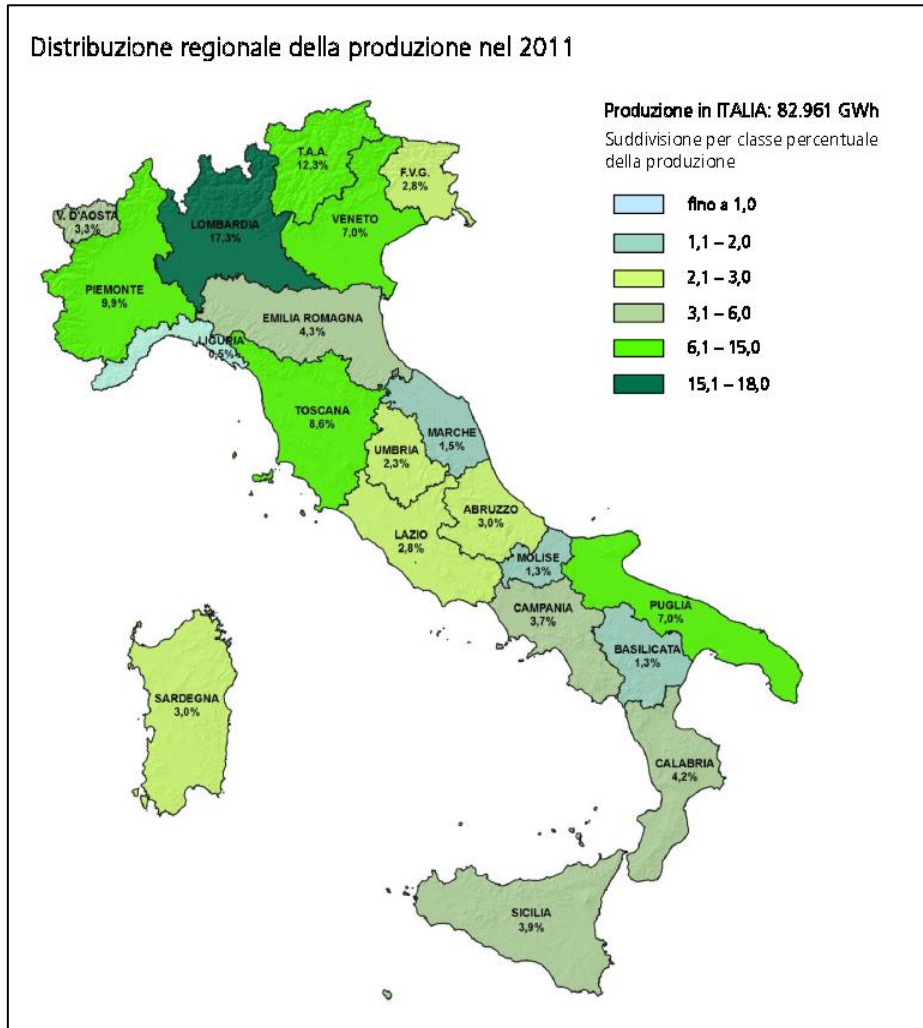 Distribuzione regionale della produzione nel 2011
Produzione in ITALIA: 82.961 GWh
Suddivisione per classe percentuale
della produzione
fino a 1,0
1,1 – 2,0
2,1 – 3,0
3,1 – 6,0
6,1 – 15,0
15,1 – 18,0
T.A.A.
12,3%
F.V.G.
2,8%
V. D'AOSTA
3,3%
LOMBARDIA
17,3%
VENETO
7,0%
PIEMONTE
9,9%
EMILIA ROMAGNA
4,3%
LIGURIA
0,5%
TOSCANA
8,6%
MARCHE
1,5%
UMBRIA
2,3%
ABRUZZO
3,0%
LAZIO
2,8%
MOLISE
1,3%
CAMPANIA
3,7%
PUGLIA
7,0%
BASILICATA
1,3%
SARDEGNA
3,0%
CALABRIA
4,2%
SICILIA
3,9%